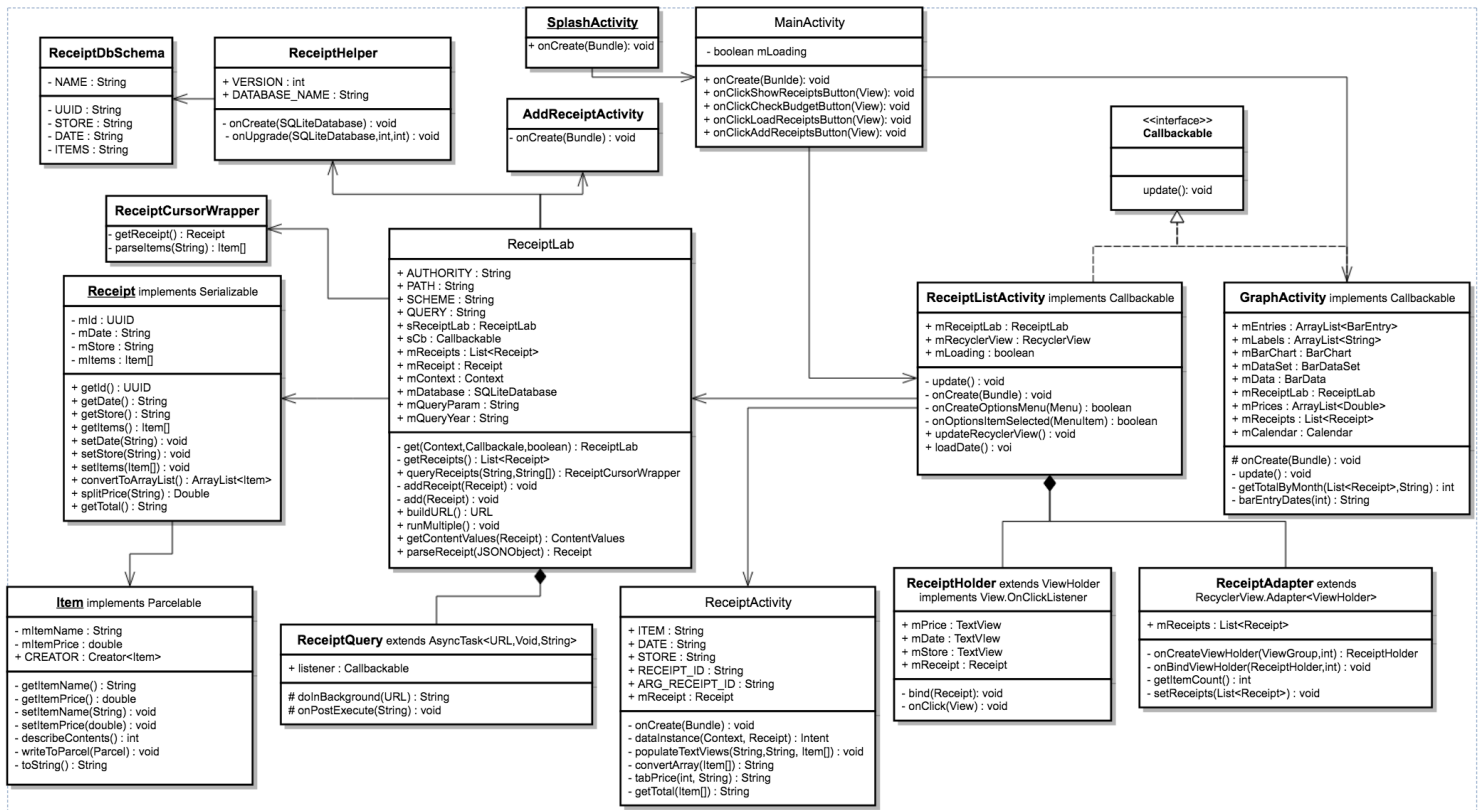 SplashActivity
+ onCreate(Bundle): void
MainActivity
- boolean mLoading
+ onCreate(Bunlde): void
+ onClickShowReceiptsButton(View): void
+ onClickCheckBudgetButton(View): void
+ onClickLoadReceiptsButton(View): void
+ onClickAddReceiptsButton(View): void
ReceiptDbSchema
- NAME : String
- UUID : String
- STORE : String
- DATE : String
- ITEMS : String
ReceiptHelper
+ VERSION : int
+ DATABASE_NAME : String
- onCreate(SQLiteDatabase) : void
- onUpgrade(SQLiteDatabase,int,int) : void
AddReceiptActivity
- onCreate(Bundle) : void
<<interface>>
Callbackable
update(): void
ReceiptCursorWrapper
- getReceipt() : Receipt
- parseItems(String) : Item[]
ReceiptLab
+ AUTHORITY : String
+ PATH : String
+ SCHEME : String
+ QUERY : String
+ sReceiptLab : ReceiptLab
+ sCb : Callbackable
+ mReceipts : List<Receipt>
+ mReceipt : Receipt
+ mContext : Context
+ mDatabase : SQLiteDatabase
+ mQueryParam : String
+ mQueryYear : String
- get(Context,Callbackale,boolean) : ReceiptLab
- getReceipts() : List<Receipt>
+ queryReceipts(String,String[]) : ReceiptCursorWrapper
- addReceipt(Receipt) : void
- add(Receipt) : void
+ buildURL() : URL
+ runMultiple() : void
+ getContentValues(Receipt) : ContentValues
+ parseReceipt(JSONObject) : Receipt
Receipt implements Serializable
- mId : UUID
- mDate : String
- mStore : String
- mItems : Item[]
+ getId() : UUID
+ getDate() : String
+ getStore() : String
+ getItems() : Item[]
+ setDate(String) : void
+ setStore(String) : void
+ setItems(Item[]) : void
+ convertToArrayList() : ArrayList<Item>
+ splitPrice(String) : Double
+ getTotal() : String
ReceiptListActivity implements Callbackable
+ mReceiptLab : ReceiptLab
+ mRecyclerView : RecyclerView
+ mLoading : boolean
- update() : void
- onCreate(Bundle) : void
- onCreateOptionsMenu(Menu) : boolean
- onOptionsItemSelected(MenuItem) : boolean
+ updateRecyclerView() : void
+ loadDate() : voi
GraphActivity implements Callbackable
+ mEntries : ArrayList<BarEntry>
+ mLabels : ArrayList<String>
+ mBarChart : BarChart
+ mDataSet : BarDataSet
+ mData : BarData
+ mReceiptLab : ReceiptLab
+ mPrices : ArrayList<Double>
+ mReceipts : List<Receipt>
+ mCalendar : Calendar
# onCreate(Bundle) : void
- update() : void
- getTotalByMonth(List<Receipt>,String) : int
- barEntryDates(int) : String
Item implements Parcelable
- mItemName : String
- mItemPrice : double
+ CREATOR : Creator<Item>
- getItemName() : String
- getItemPrice() : double
- setItemName(String) : void
- setItemPrice(double) : void
- describeContents() : int
- writeToParcel(Parcel) : void
- toString() : String
ReceiptQuery extends AsyncTask<URL,Void,String>
+ listener : Callbackable
# doInBackground(URL) : String
# onPostExecute(String) : void
ReceiptActivity
+ ITEM : String
+ DATE : String
+ STORE : String
+ RECEIPT_ID : String
+ ARG_RECEIPT_ID : String
+ mReceipt : Receipt
- onCreate(Bundle) : void
- dataInstance(Context, Receipt) : Intent
- populateTextViews(String,String, Item[]) : void
- convertArray(Item[]) : String
- tabPrice(int, String) : String
- getTotal(Item[]) : String
ReceiptHolder extends ViewHolder
implements View.OnClickListener
+ mPrice : TextView
+ mDate : TextVIew
+ mStore : TextView
+ mReceipt : Receipt
- bind(Receipt): void
- onClick(View) : void
ReceiptAdapter extends
RecyclerView.Adapter<ViewHolder>
+ mReceipts : List<Receipt>
- onCreateViewHolder(ViewGroup,int) : ReceiptHolder
- onBindViewHolder(ReceiptHolder,int) : void
- getItemCount() : int
- setReceipts(List<Receipt>) : void